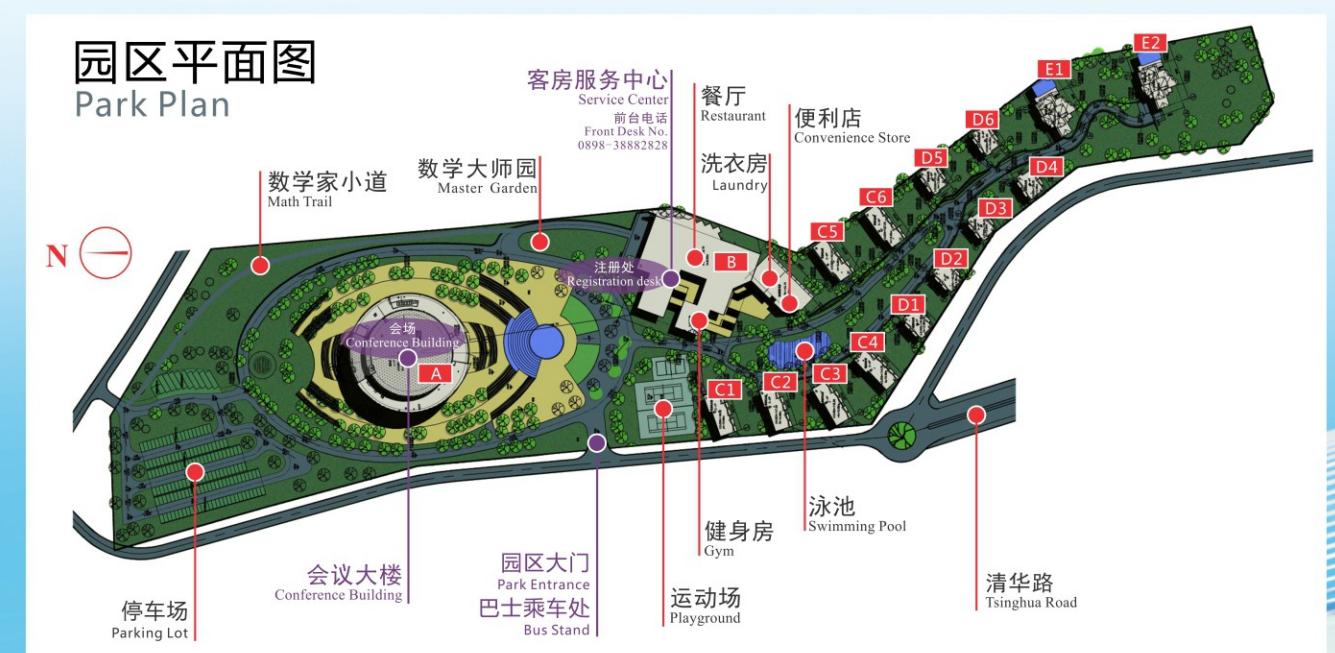 园区平面图
Park Plan
客房服务中心
Service Center
前台电话
Front Desk No.
0898-38882828
餐厅
Restaurant
便利店
Convenience Store
洗衣房
Laundry
数学大师园
Master Garden
数学家小道
Math Trail
N
E2
E1
D6
D5
D4
C6
D3
C5
D2
B
注册处
Registration desk
D1
会场
Conference Building
A
C4
C3
C2
C1
泳池
Swimming Pool
健身房
Gym
园区大门
Park Entrance
巴士乘车处
Bus Stand
会议大楼
Conference Building
运动场
Playground
清华路
Tsinghua Road
停车场
Parking Lot